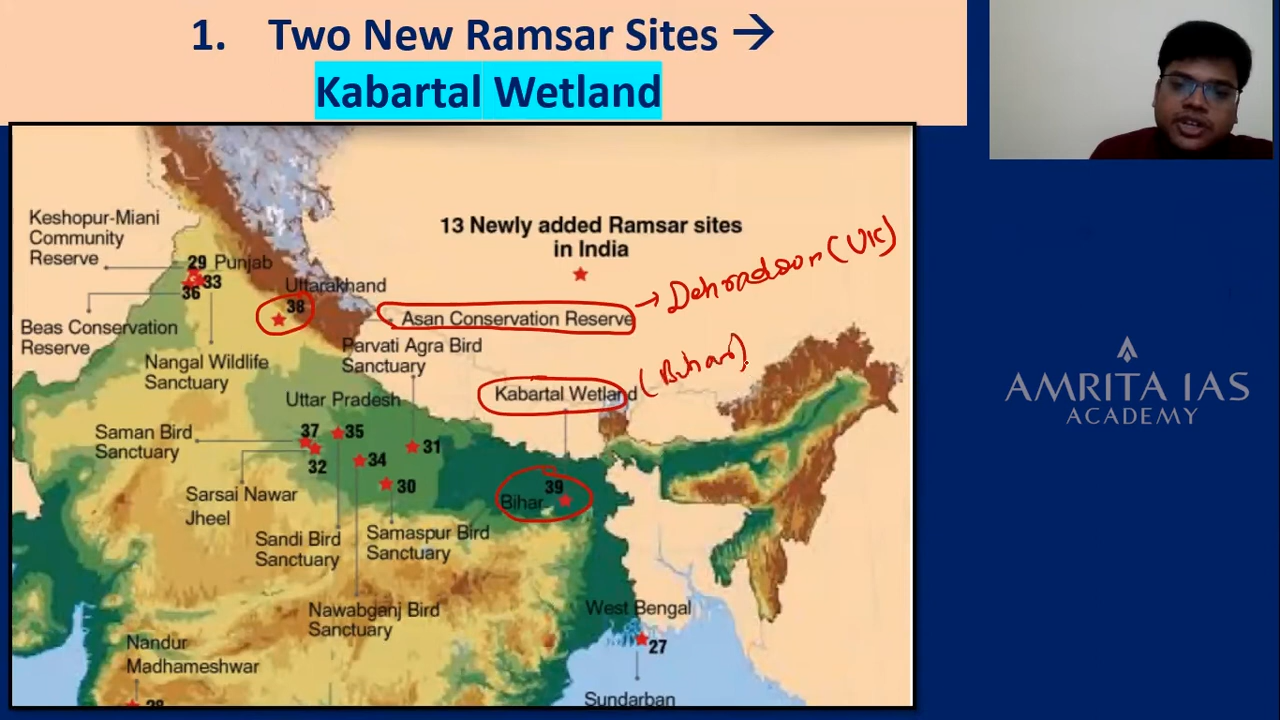 1. Two New Ramsar Sites →
Kabartal Wetland
13 Newly added Ramsar sites
in India
Keshopur-Miani
Community
Reserve
29 Punjab
33
36
Uttarakhand
38
Asan Conservation Reserve
→ Dehradoon (UK)
Beas Conservation
Reserve
Nangal Wildlife
Sanctuary
Parvati Agra Bird
Sanctuary
Kabartal Wetland
(Bihar)
Uttar Pradesh
Saman Bird
Sanctuary
37
35
32
34
31
30
39
Bihar
Sarsai Nawar
Jheel
Sandi Bird
Sanctuary
Samaspur Bird
Sanctuary
Nawabganj Bird
Sanctuary
West Bengal
27
Nandur
Madhameshwar
28
Sundarban
AMRITA IAS
ACADEMY